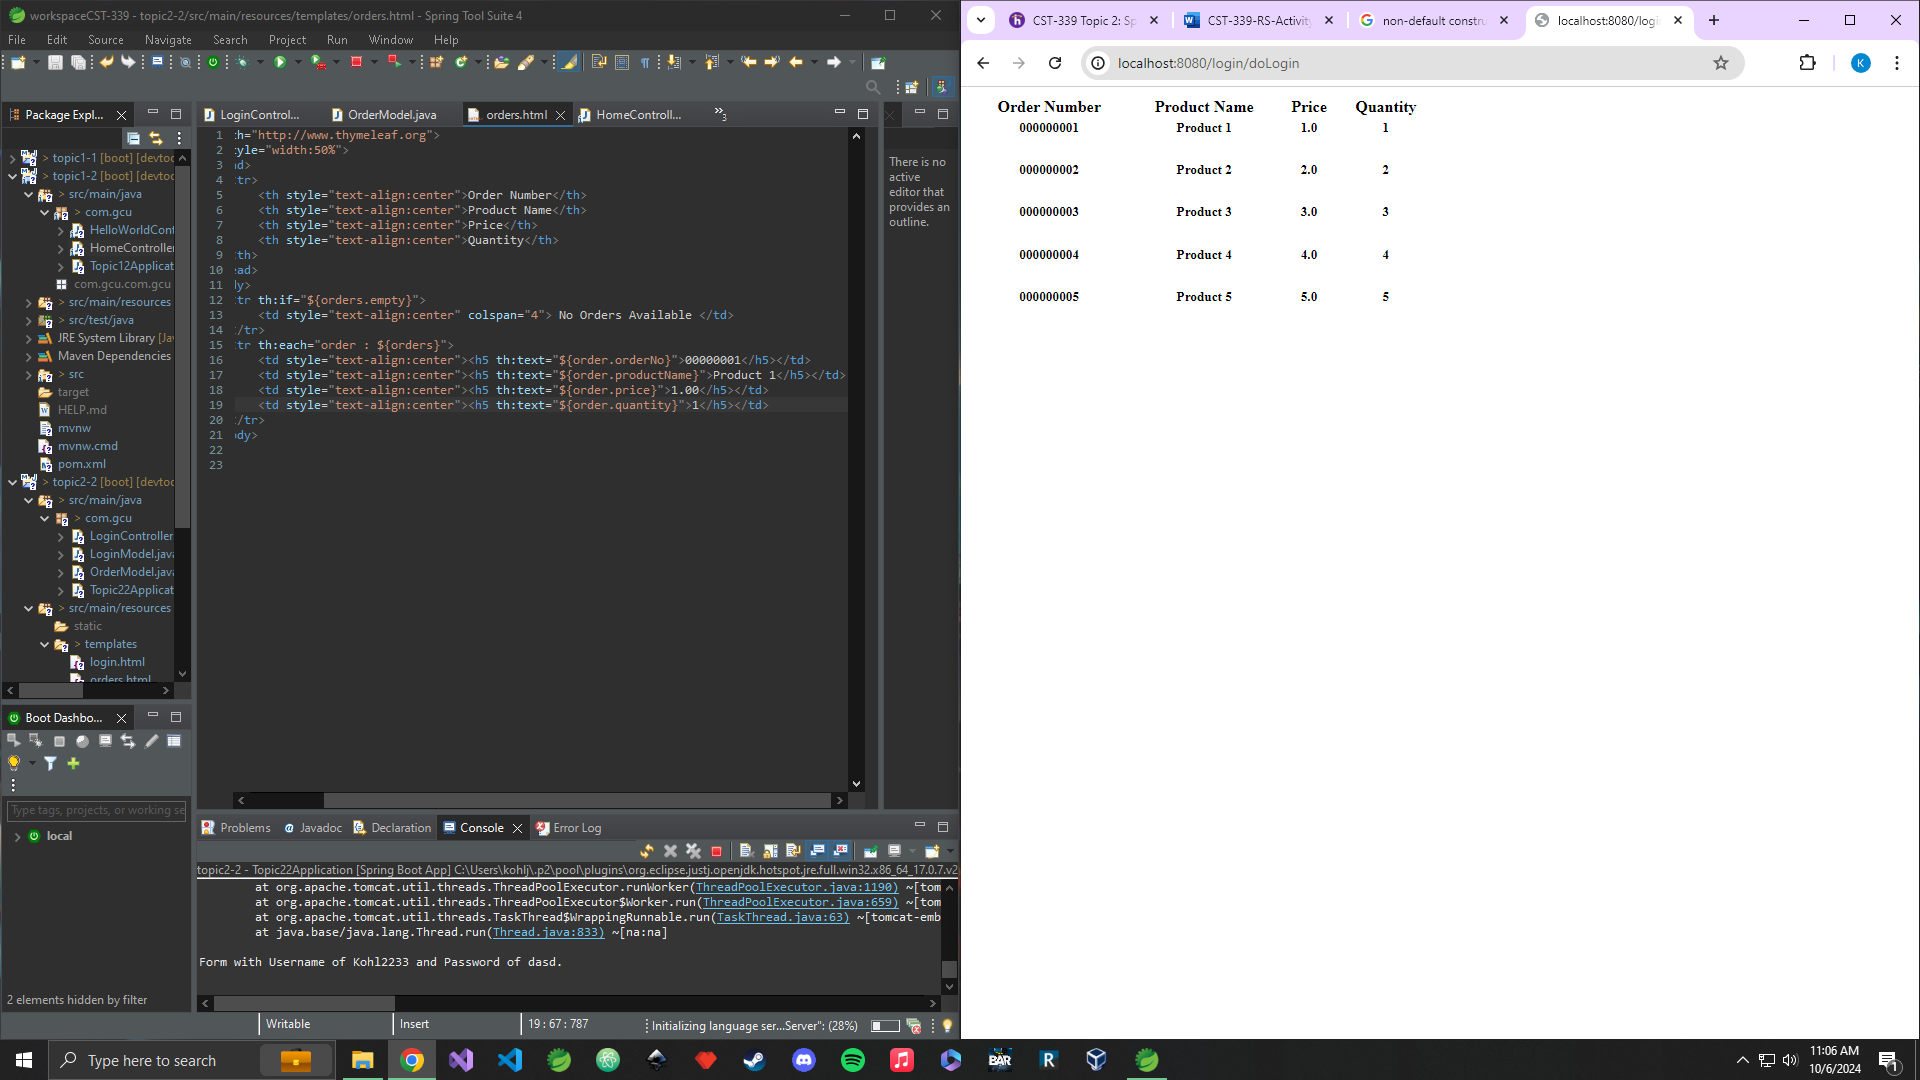 workspaceCST-339 - topic2-2/src/main/resources/templates/orders.html - Spring Tool Suite 4
File Edit Source Navigate Search Project Run Window Help
Package Expl...
> topic1-1 [boot] [devtoo
> topic1-2 [boot] [devtoo
> src/main/java
> com.gcu
HelloWorldCont
HomeController
Topic12Applicat
com.gcu.com.gcu
> src/main/resources
> src/test/java
JRE System Library [Jav
Maven Dependencies
> src
target
HELP.md
mvnw
mvnw.cmd
pom.xml
> topic2-2 [boot] [devtoo
> src/main/java
> com.gcu
LoginController
LoginModel.java
OrderModel.java
Topic22Applicat
> src/main/resources
static
> templates
login.html
orders.html
Boot Dashbo...
Type tags, projects, or working se
local
2 elements hidden by filter
LoginControl... OrderModel.java orders.html HomeControll... »3
1 :h="http://www.thymeleaf.org">
2 :yle="width:50%">
3 ad>
4 tr>
5 <th style="text-align:center">Order Number</th>
6 <th style="text-align:center">Product Name</th>
7 <th style="text-align:center">Price</th>
8 <th style="text-align:center">Quantity</th>
9 :th>
10 ead>
11 dy>
12 :tr th:if="${orders.empty}">
13 <td style="text-align:center" colspan="4"> No Orders Available </td>
14 :/tr>
15 :tr th:each="order : ${orders}">
16 <td style="text-align:center"><h5 th:text="${order.orderNo}">00000001</h5></td>
17 <td style="text-align:center"><h5 th:text="${order.productName}">Product 1</h5></td>
18 <td style="text-align:center"><h5 th:text="${order.price}">1.00</h5></td>
19 <td style="text-align:center"><h5 th:text="${order.quantity}">1</h5></td>
20 :/tr>
21 ody>
22
23
There is no
active
editor that
provides an
outline.
Problems Javadoc Declaration Console Error Log
topic2-2 - Topic22Application [Spring Boot App] C:\Users\kohlj\.p2\pool\plugins\org.eclipse.justj.openjdk.hotspot.jre.full.win32.x86_64_17.0.7.v2
at org.apache.tomcat.util.threads.ThreadPoolExecutor.runWorker(ThreadPoolExecutor.java:1190) ~[tom
at org.apache.tomcat.util.threads.ThreadPoolExecutor$Worker.run(ThreadPoolExecutor.java:659) ~[tom
at org.apache.tomcat.util.threads.TaskThread$WrappingRunnable.run(TaskThread.java:63) ~[tomcat-emb
at java.base/java.lang.Thread.run(Thread.java:833) ~[na:na]
Form with Username of Kohl2233 and Password of dasd.
Writable Insert 19 : 67 : 787 Initializing language ser...Server": (28%)
CST-339 Topic 2: Sp CST-339-RS-Activity non-default constru localhost:8080/logi
localhost:8080/login/doLogin
K
Order Number Product Name Price Quantity
000000001 Product 1 1.0 1
000000002 Product 2 2.0 2
000000003 Product 3 3.0 3
000000004 Product 4 4.0 4
000000005 Product 5 5.0 5
Type here to search
BAR
R
11:06 AM
10/6/2024
1